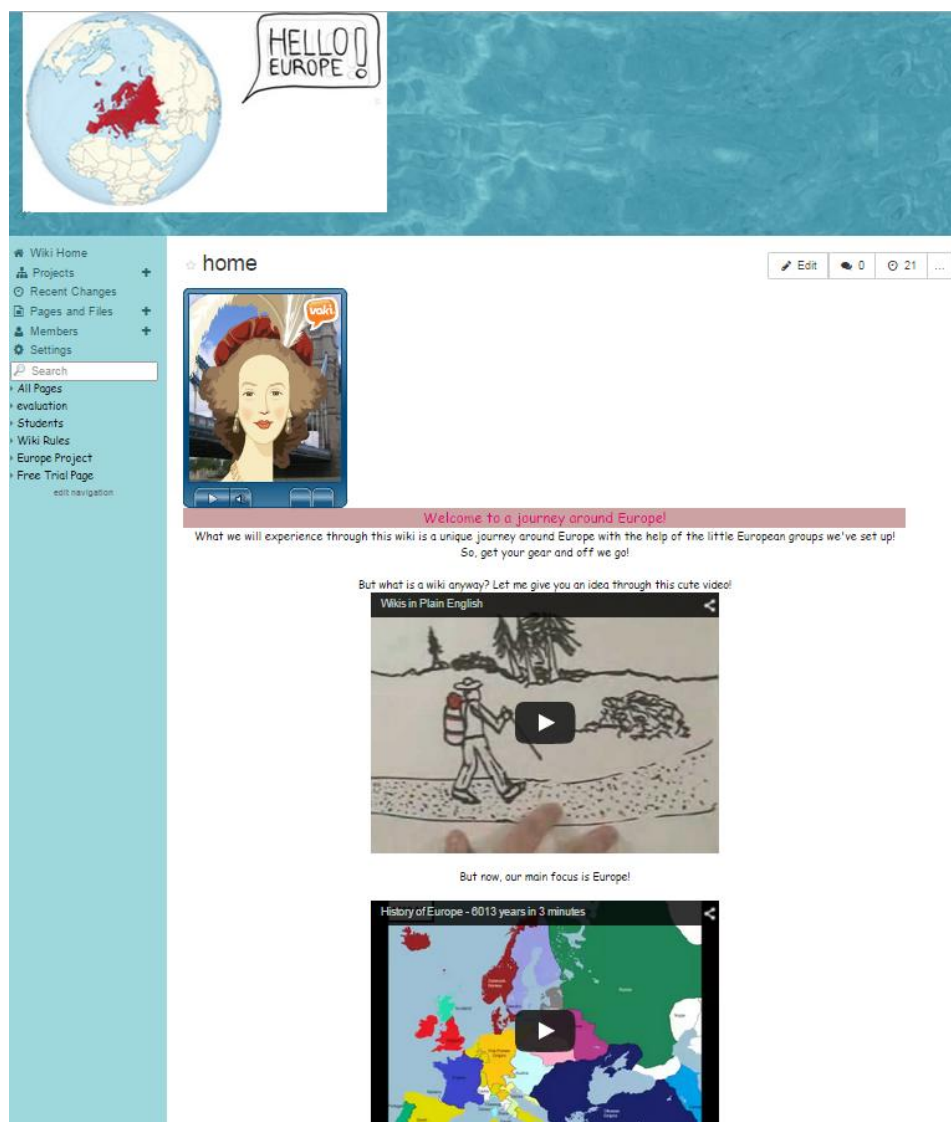 HELLO
EUROPE!
Wiki Home
Projects
Recent Changes
Pages and Files
Members
Settings
Search
All Pages
evaluation
Students
Wiki Rules
Europe Project
Free Trial Page
edit navigation
home
Edit
0
21
...
voki
Welcome to a journey around Europe!
What we will experience through this wiki is a unique journey around Europe with the help of the little European groups we've set up!
So, get your gear and off we go!
But what is a wiki anyway? Let me give you an idea through this cute video!
Wikis in Plain English
But now, our main focus is Europe!
History of Europe - 6013 years in 3 minutes